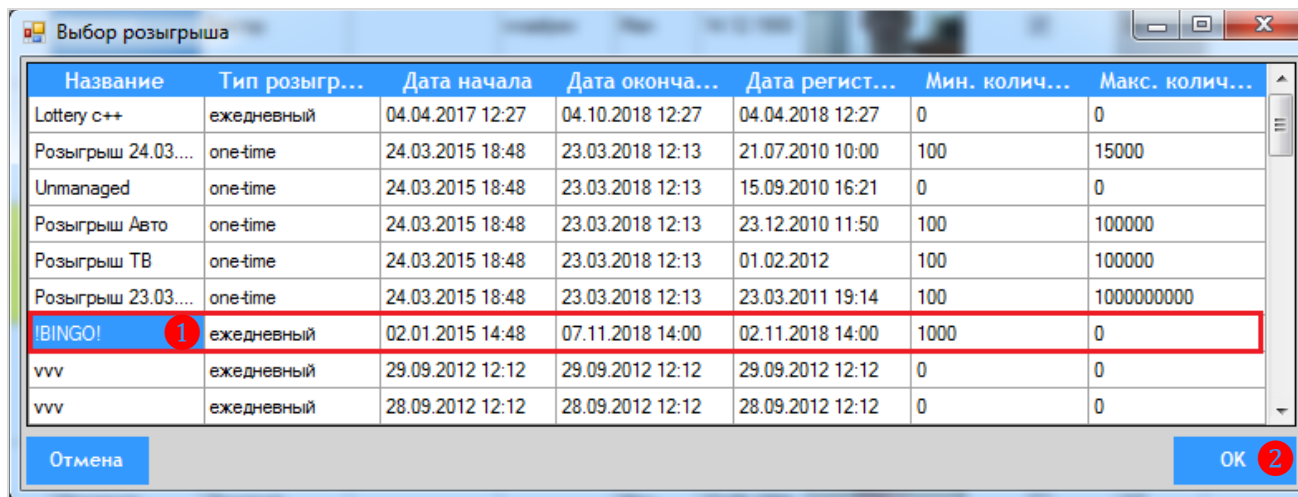 Выбор розыгрыша
Название Тип розыгр... Дата начала Дата оконча... Дата регист... Мин. колич... Макс. колич...
Lottery c++ ежедневный 04.04.2017 12:27 04.10.2018 12:27 04.04.2018 12:27 0 0
Розыгрыш 24.03.... one-time 24.03.2015 18:48 23.03.2018 12:13 21.07.2010 10:00 100 15000
Unmanaged one-time 24.03.2015 18:48 23.03.2018 12:13 15.09.2010 16:21 0 0
Розыгрыш Авто one-time 24.03.2015 18:48 23.03.2018 12:13 23.12.2010 11:50 100 100000
Розыгрыш ТВ one-time 24.03.2015 18:48 23.03.2018 12:13 01.02.2012 100 100000
Розыгрыш 23.03.... one-time 24.03.2015 18:48 23.03.2018 12:13 23.03.2011 19:14 100 1000000000
!BINGO! 1 ежедневный 02.01.2015 14:48 07.11.2018 14:00 02.11.2018 14:00 1000 0
vvv ежедневный 29.09.2012 12:12 29.09.2012 12:12 29.09.2012 12:12 0 0
vvv ежедневный 28.09.2012 12:12 28.09.2012 12:12 28.09.2012 12:12 0 0
Отмена OK 2